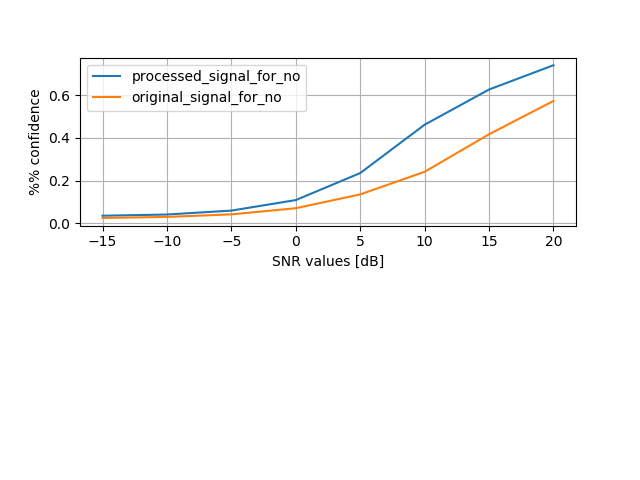 processed_signal_for_no
original_signal_for_no
%% confidence
0.6
0.4
0.2
0.0
−15 −10 −5 0 5 10 15 20
SNR values [dB]